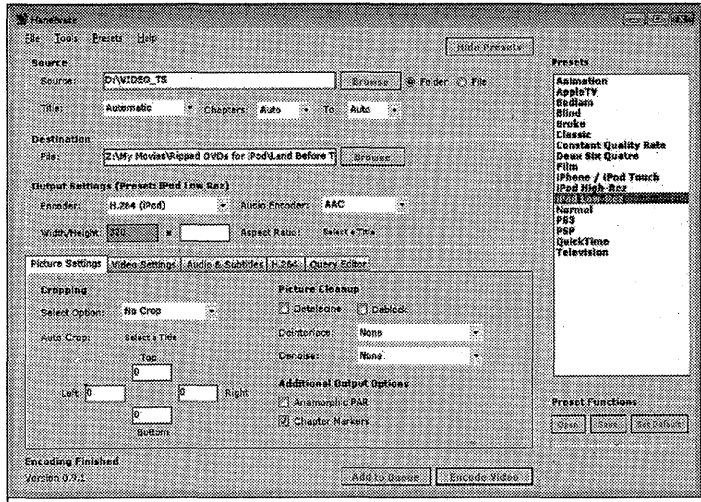 Handbrake
File Tools Presets Help
Hide Presets
Source
Source: D:\VIDEO_TS Browse Folder File
Title: Automatic Chapters: Auto To: Auto
Destination
File: Z:\My Movies\Ripped DVDs for iPod\Land Before T Browse
Output Settings (Preset: iPod Low-Rez)
Encoder: H.264 (iPod) Audio Encoder: AAC
Width/Height: 320 x Aspect Ratio: Select a Title
Picture Settings Video Settings Audio & Subtitles H.264 Query Editor
Cropping
Select Option: No Crop
Auto Crop: Select a Title
Top
0
Left 0 0 Right
0
Bottom
Picture Cleanup
Detelecine Deblock
Deinterlace: None
Denoise: None
Additional Output Options
Anamorphic PAR
Chapter Markers
Presets
Animation
AppleTV
Bedlam
Blind
Broke
Classic
Constant Quality Rate
Deux Six Quatre
Film
iPhone / iPod Touch
iPod High-Rez
iPod Low-Rez
Normal
PS3
PSP
QuickTime
Television
Preset Functions
Open Save Set Default
Encoding Finished
Version 0.9.1
Add to Queue Encode Video